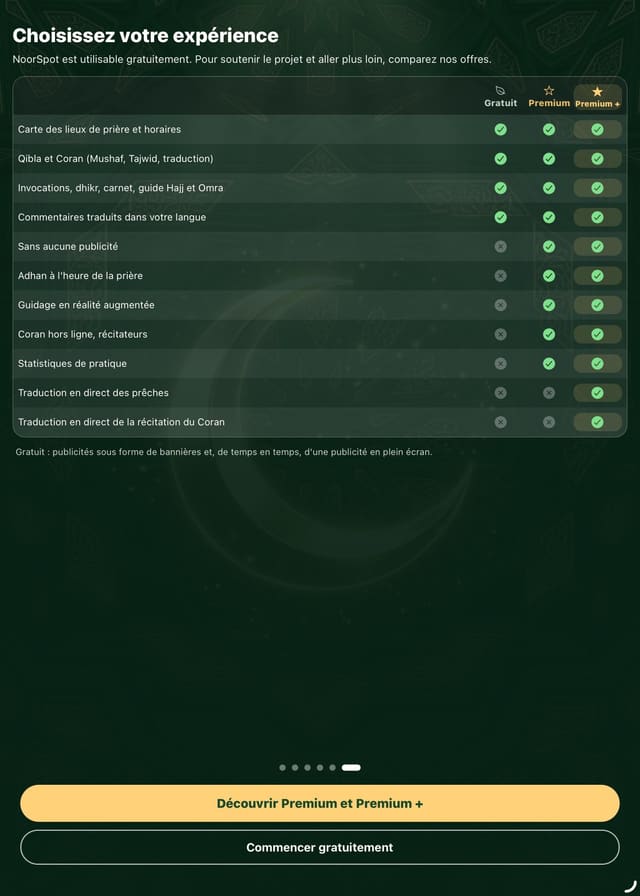 Choisissez votre expérience
NoorSpot est utilisable gratuitement. Pour soutenir le projet et aller plus loin, comparez nos offres.
Gratuit Premium Premium +
Carte des lieux de prière et horaires
Qibla et Coran (Mushaf, Tajwid, traduction)
Invocations, dhikr, carnet, guide Hajj et Omra
Commentaires traduits dans votre langue
Sans aucune publicité
Adhan à l'heure de la prière
Guidage en réalité augmentée
Coran hors ligne, récitateurs
Statistiques de pratique
Traduction en direct des prêches
Traduction en direct de la récitation du Coran
Gratuit : publicités sous forme de bannières et, de temps en temps, d'une publicité en plein écran.
Découvrir Premium et Premium +
Commencer gratuitement